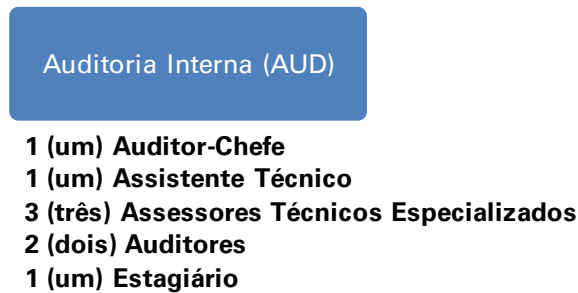 Auditoria Interna (AUD)
1 (um) Auditor-Chefe
1 (um) Assistente Técnico
3 (três) Assessores Técnicos Especializados
2 (dois) Auditores
1 (um) Estagiário